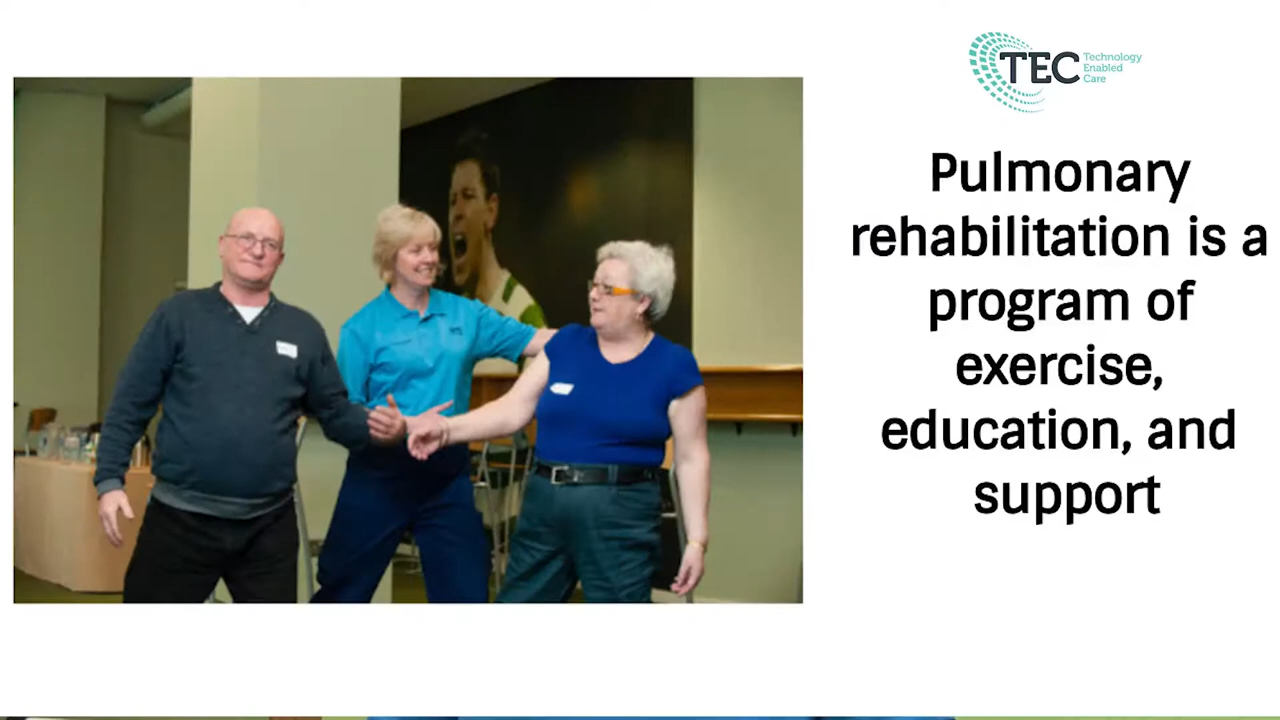 TEC
Technology
Enabled
Care
Pulmonary
rehabilitation is a
program of
exercise,
education, and
support